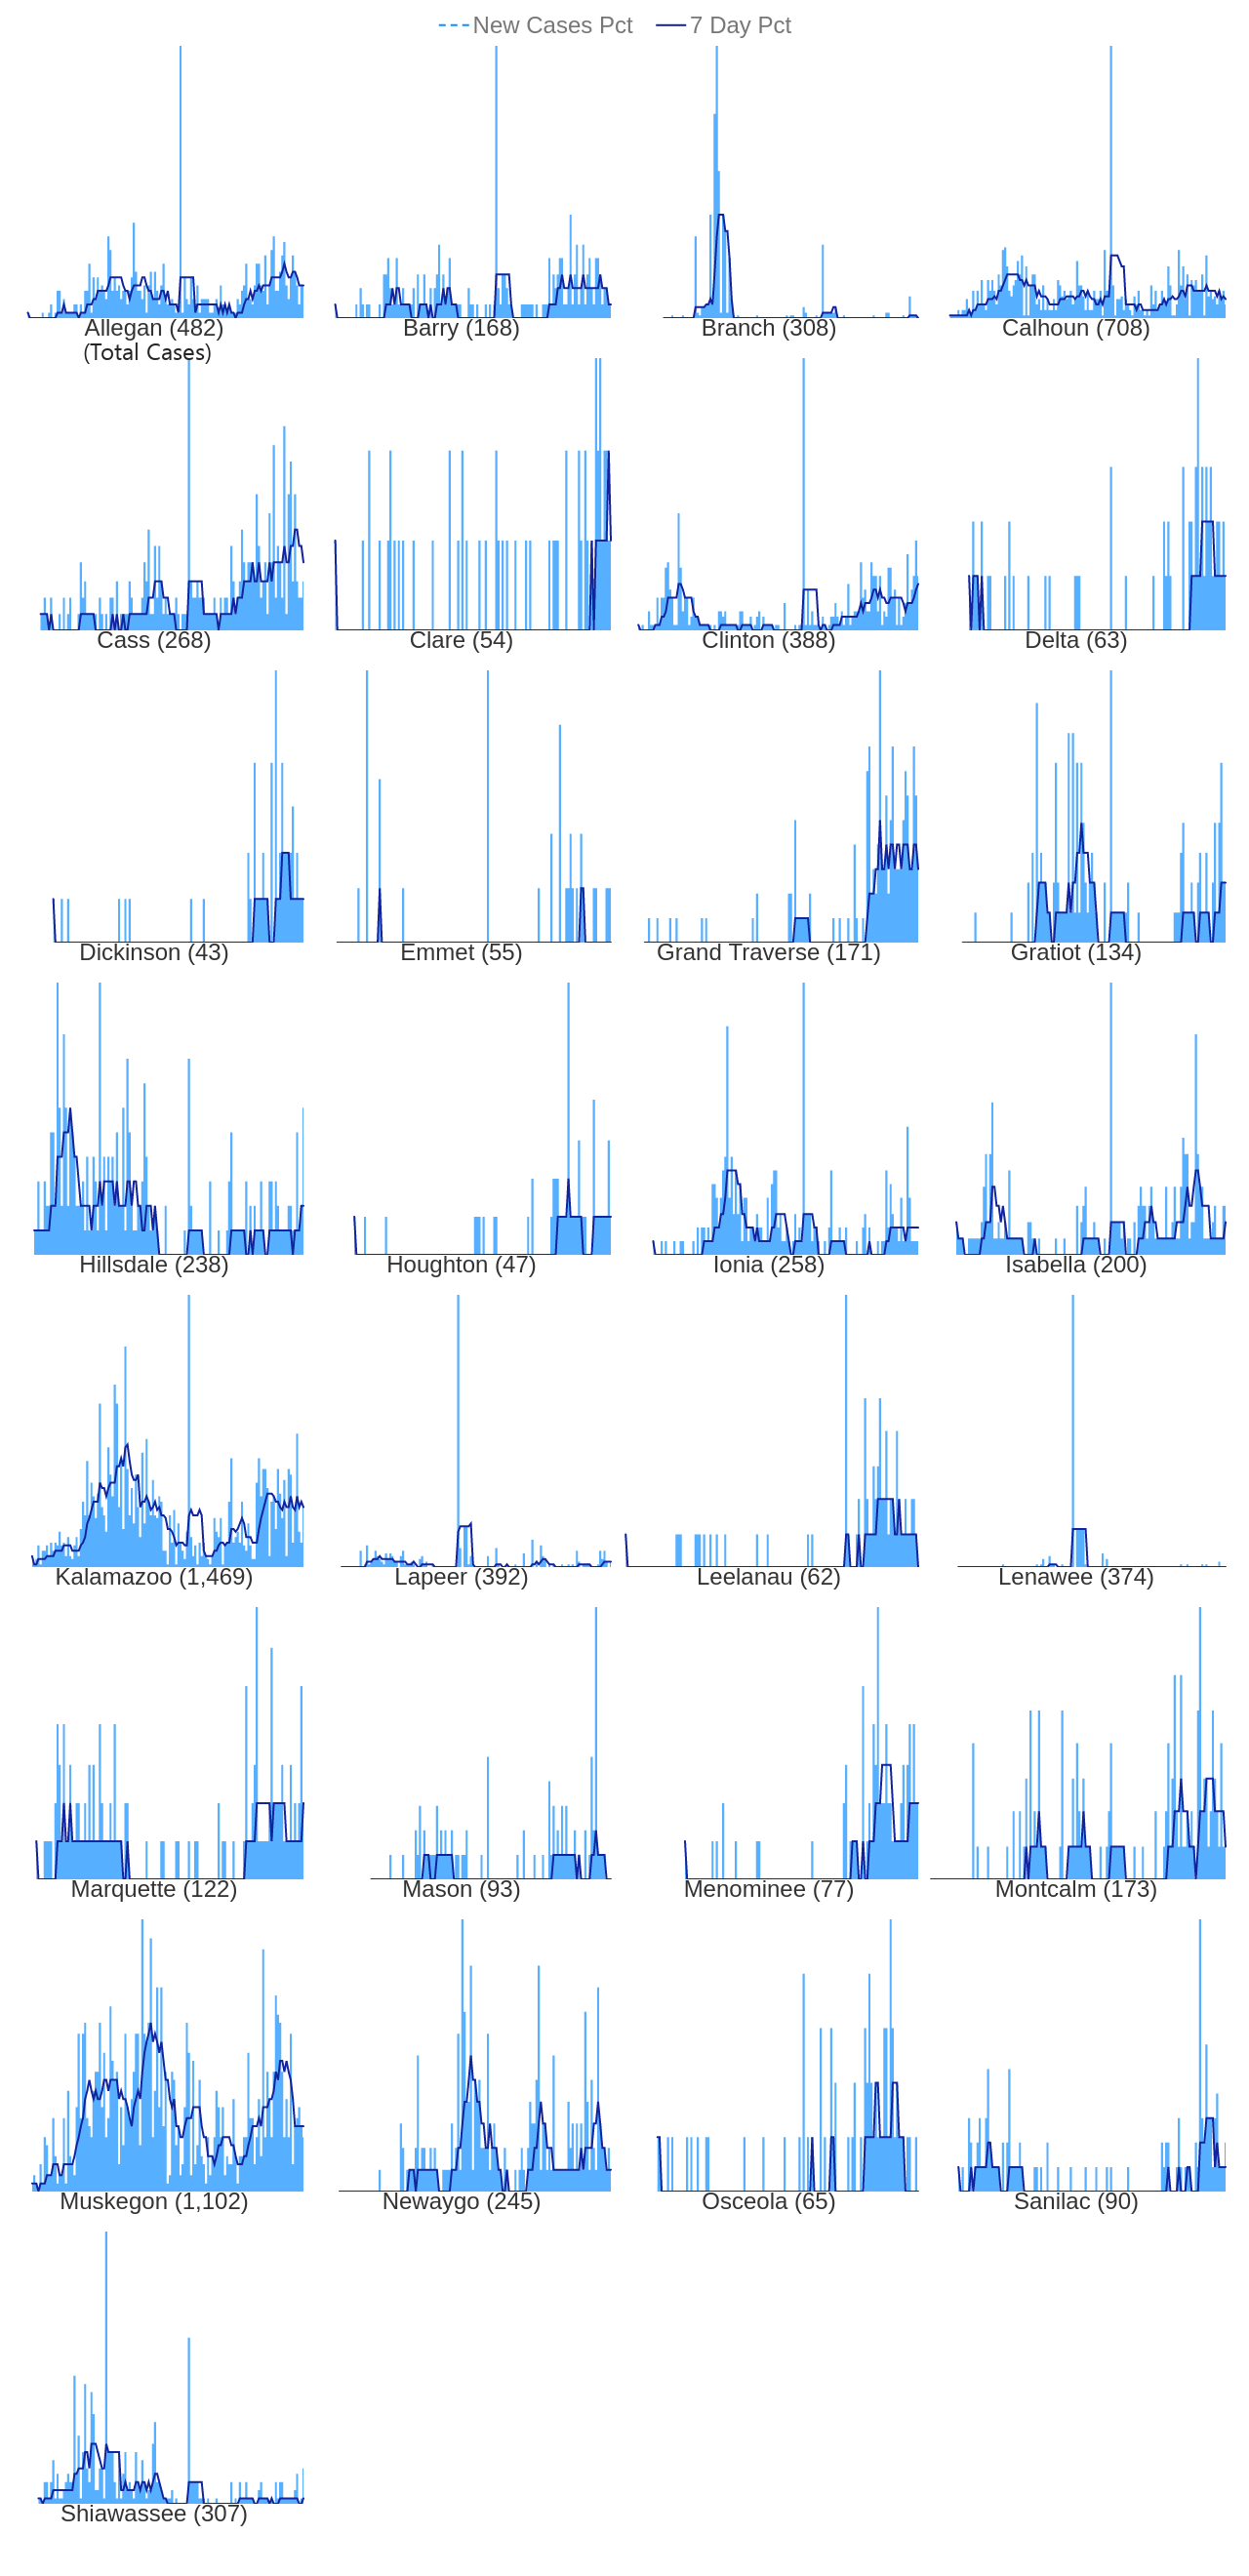 New Cases Pct 7 Day Pct
Allegan (482) Barry (168) Branch (308) Calhoun (708)
(Total Cases)
Cass (268) Clare (54) Clinton (388) Delta (63)
Dickinson (43) Emmet (55) Grand Traverse (171) Gratiot (134)
Hillsdale (238) Houghton (47) Ionia (258) Isabella (200)
Kalamazoo (1,469) Lapeer (392) Leelanau (62) Lenawee (374)
Marquette (122) Mason (93) Menominee (77) Montcalm (173)
Muskegon (1,102) Newaygo (245) Osceola (65) Sanilac (90)
Shiawassee (307)